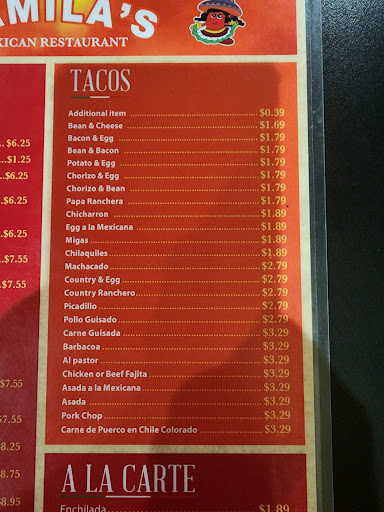 MILA'S
XICAN RESTAURANT
TACOS
Additional item $0.39
Bean & Cheese $1.69
Bacon & Egg $1.79
Bean & Bacon $1.79
Potato & Egg $1.79
Chorizo & Egg $1.79
Chorizo & Bean $1.79
Papa Ranchera $1.79
Chicharron $1.89
Egg a la Mexicana $1.89
Migas $1.89
Chilaquiles $1.89
Machacado $2.79
Country & Egg $2.79
Country Ranchero $2.79
Picadillo $2.79
Pollo Guisado $2.79
Carne Guisada $3.29
Barbacoa $3.29
Al pastor $3.29
Chicken or Beef Fajita $3.29
Asada a la Mexicana $3.29
Asada $3.29
Pork Chop $3.29
Carne de Puerco en Chile Colorado $3.29
A LA CARTE
Enchilada $1.89
$6.25
$1.25
$6.25
$6.25
$6.25
$7.55
$7.55
$7.55
$7.55
$8.25
$8.75
$8.95